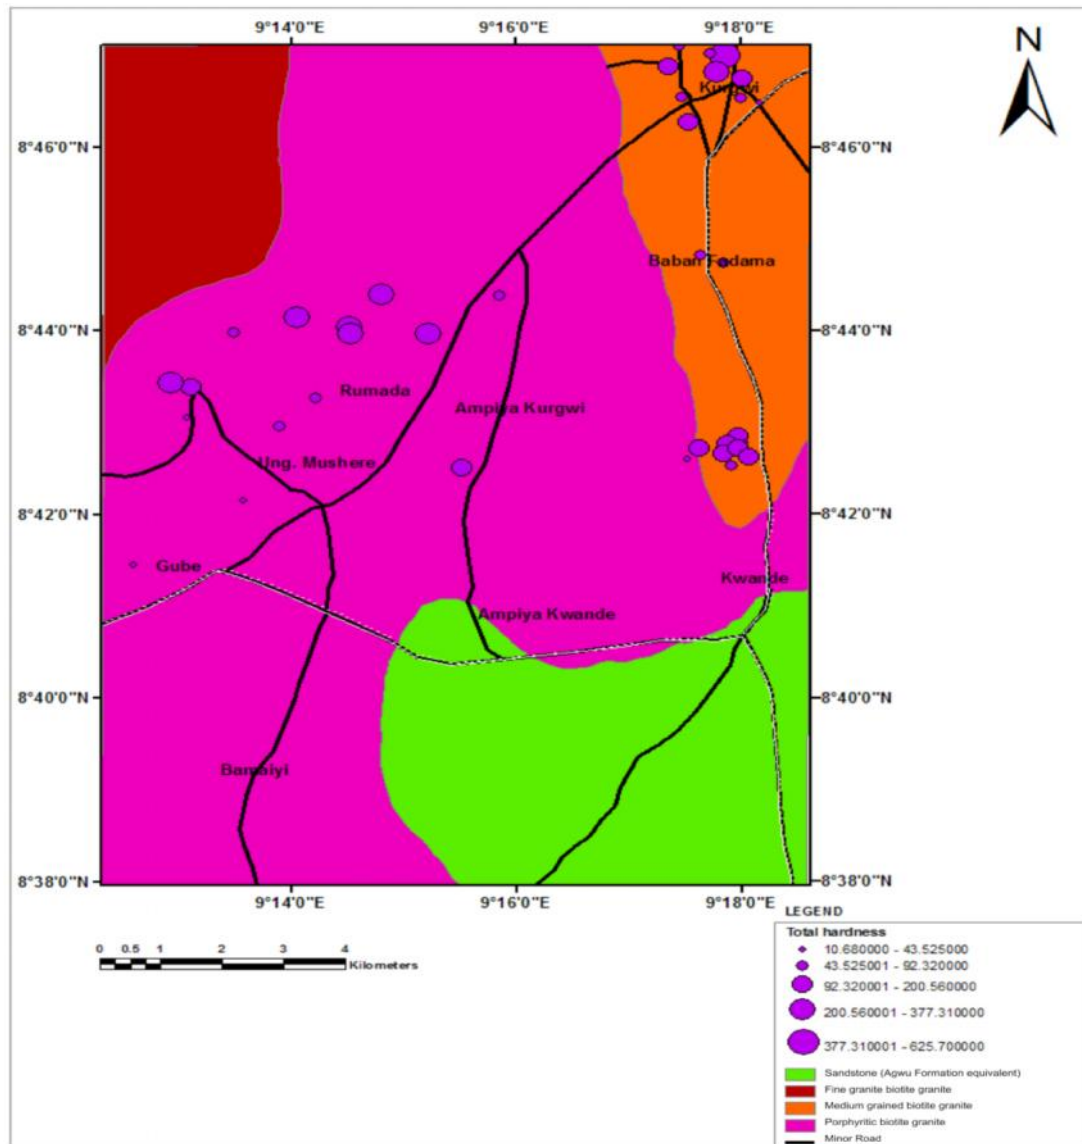 9°14'0"E 9°16'0"E 9°18'0"E
N
Kurgwi
8°46'0"N 8°46'0"N
Baban Fadama
8°44'0"N 8°44'0"N
Rumada
Ampiya Kurgwi
Ung. Mushere
8°42'0"N 8°42'0"N
Gube
Kwande
Ampiya Kwande
8°40'0"N 8°40'0"N
Bamaiyi
8°38'0"N 8°38'0"N
9°14'0"E 9°16'0"E 9°18'0"E
LEGEND
Total hardness
10.680000 - 43.525000
43.525001 - 92.320000
92.320001 - 200.560000
200.560001 - 377.310000
377.310001 - 625.700000
Sandstone (Agwu Formation equivalent)
Fine granite biotite granite
Medium grained biotite granite
Porphyritic biotite granite
Minor Road
0 0.5 1 2 3 4
Kilometers